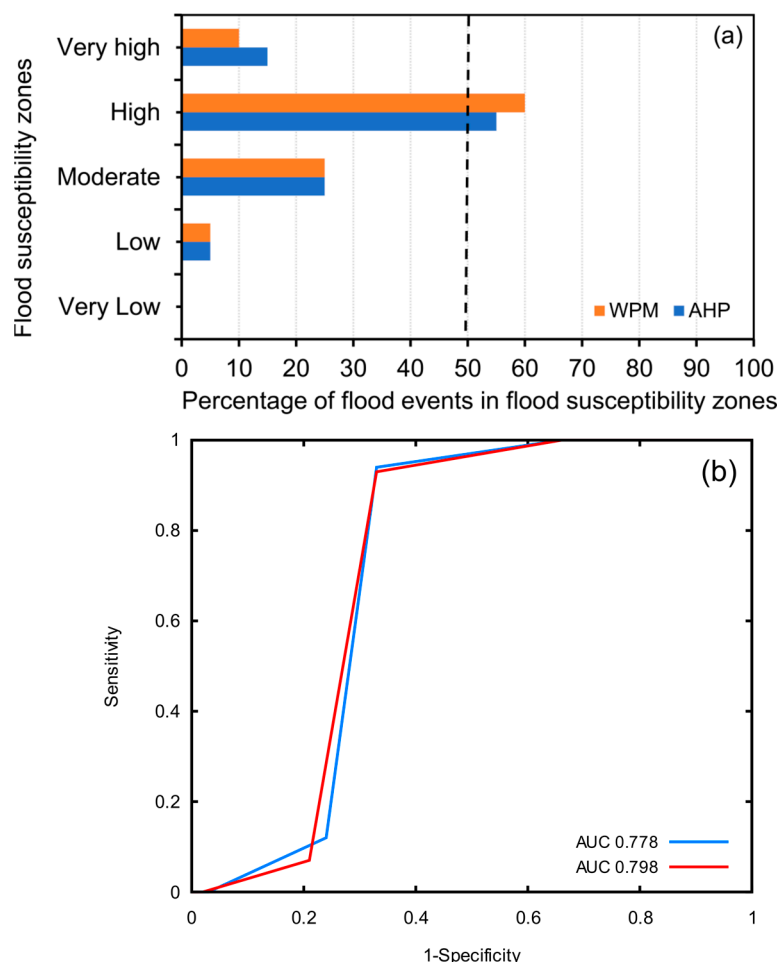 (a)
Flood susceptibility zones
Very high
High
Moderate
Low
Very Low
WPM AHP
0 10 20 30 40 50 60 70 80 90 100
Percentage of flood events in flood susceptibility zones
(b)
Sensitivity
1
0.8
0.6
0.4
0.2
0
AUC 0.778
AUC 0.798
0 0.2 0.4 0.6 0.8 1
1-Specificity